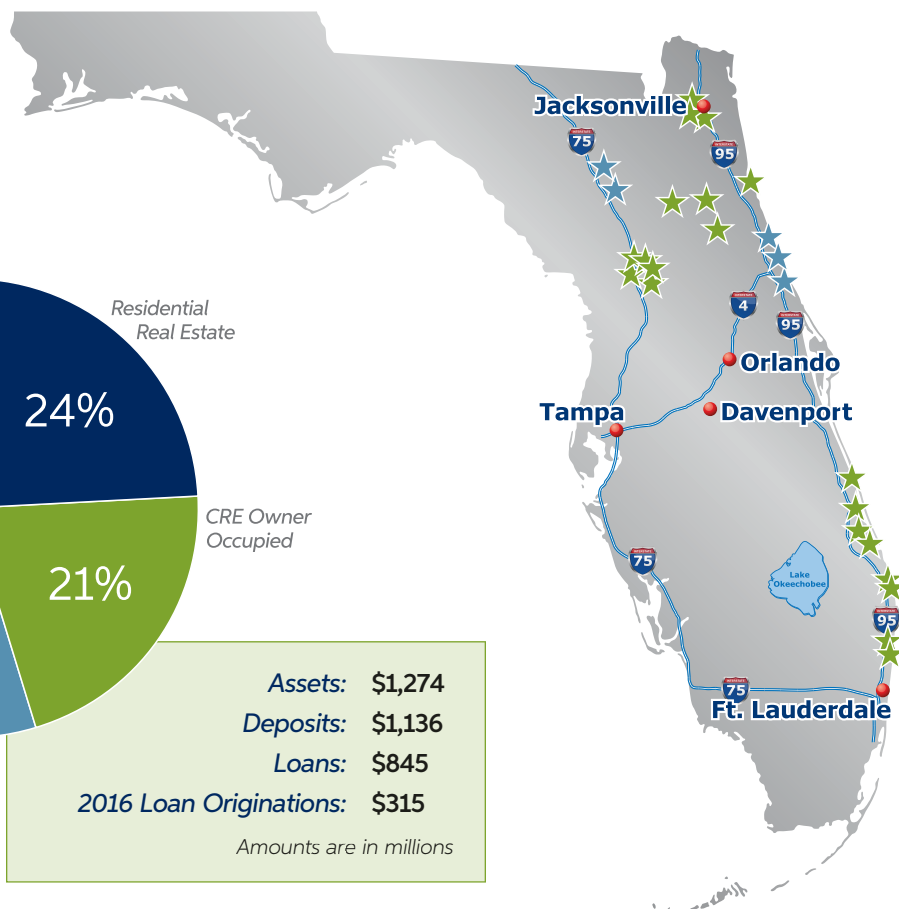 Jacksonville
75
95
4
95
Orlando
Tampa
Davenport
75
Lake
Okeechobee
95
75
Ft. Lauderdale
Residential
Real Estate
24%
CRE Owner
Occupied
21%
Assets: $1,274
Deposits: $1,136
Loans: $845
2016 Loan Originations: $315
Amounts are in millions